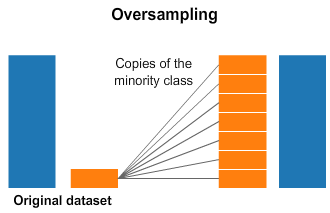 Oversampling
Copies of the
minority class
Original dataset